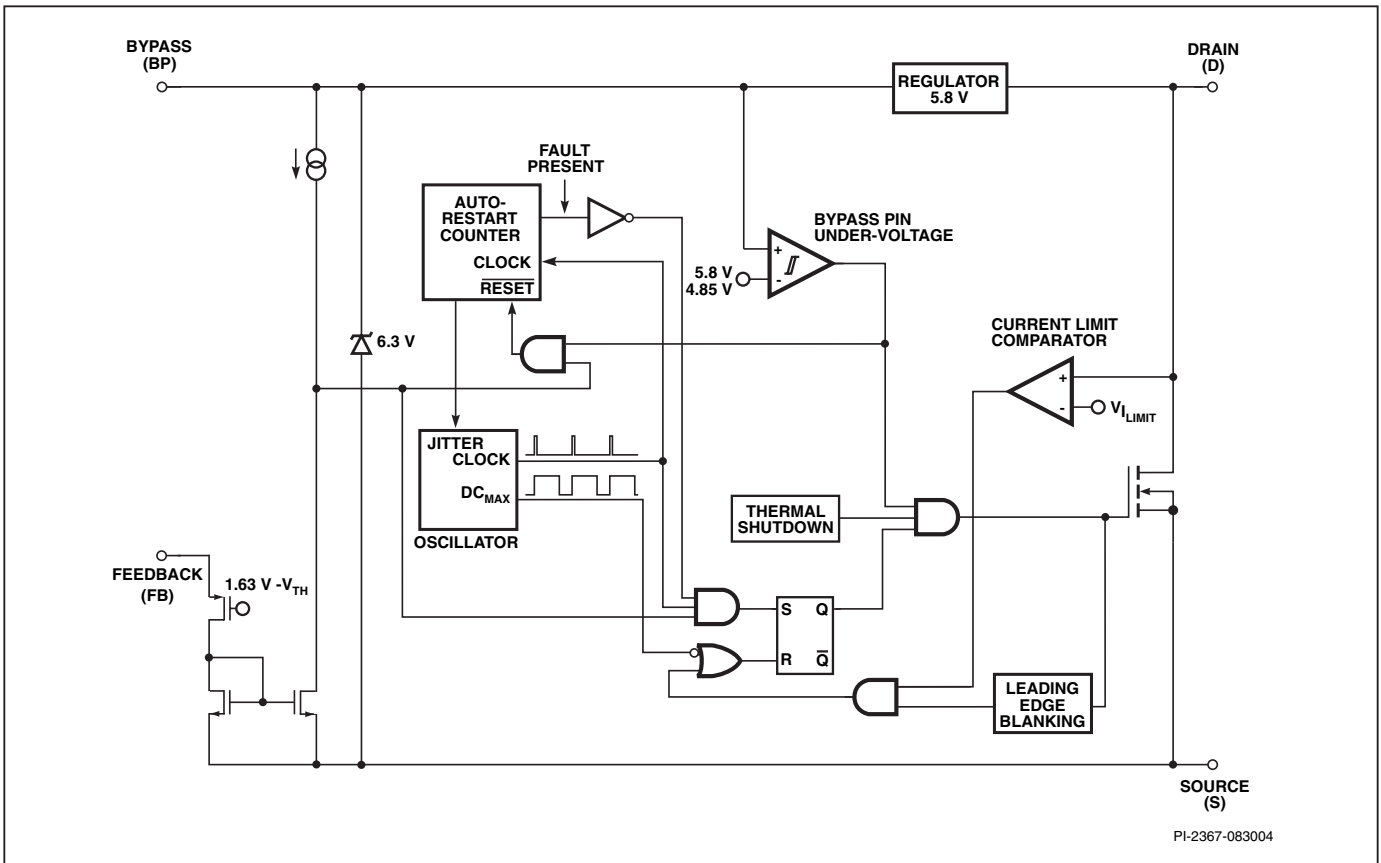 BYPASS
(BP)
DRAIN
(D)
REGULATOR
5.8 V
FAULT
PRESENT
AUTO-
RESTART
COUNTER
CLOCK
RESET
BYPASS PIN
UNDER-VOLTAGE
+
5.8 V
4.85 V
-
6.3 V
CURRENT LIMIT
COMPARATOR
+
-
VILIMIT
JITTER
CLOCK
DCMAX
OSCILLATOR
THERMAL
SHUTDOWN
FEEDBACK
(FB)
1.63 V -VTH
S Q
R Q̅
LEADING
EDGE
BLANKING
SOURCE
(S)
PI-2367-083004